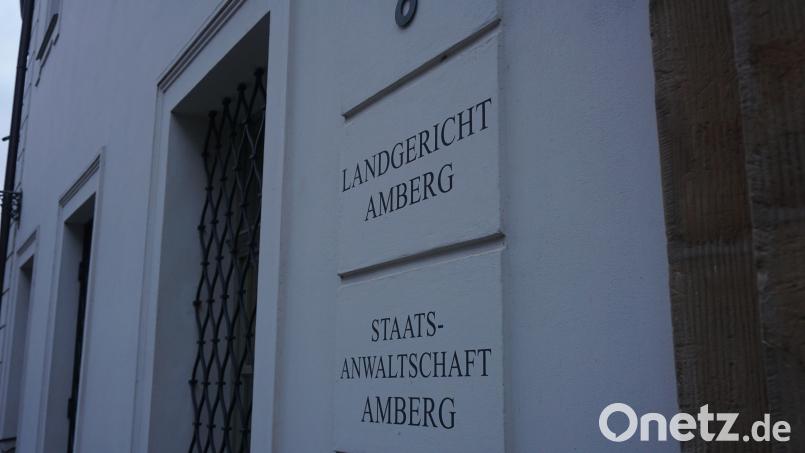 LANDGERICHT
AMBERG
STAATS-
ANWALTSCHAFT
AMBERG
Onetz.de